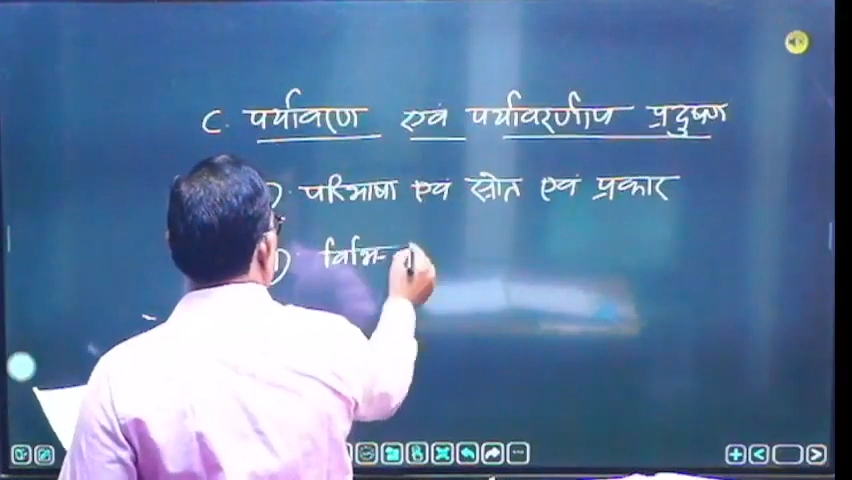 C. पर्यावरण एवं पर्यावरणीय प्रदुषण
) परिभाषा एवं स्रोत एवं प्रकार
) विभिन्न